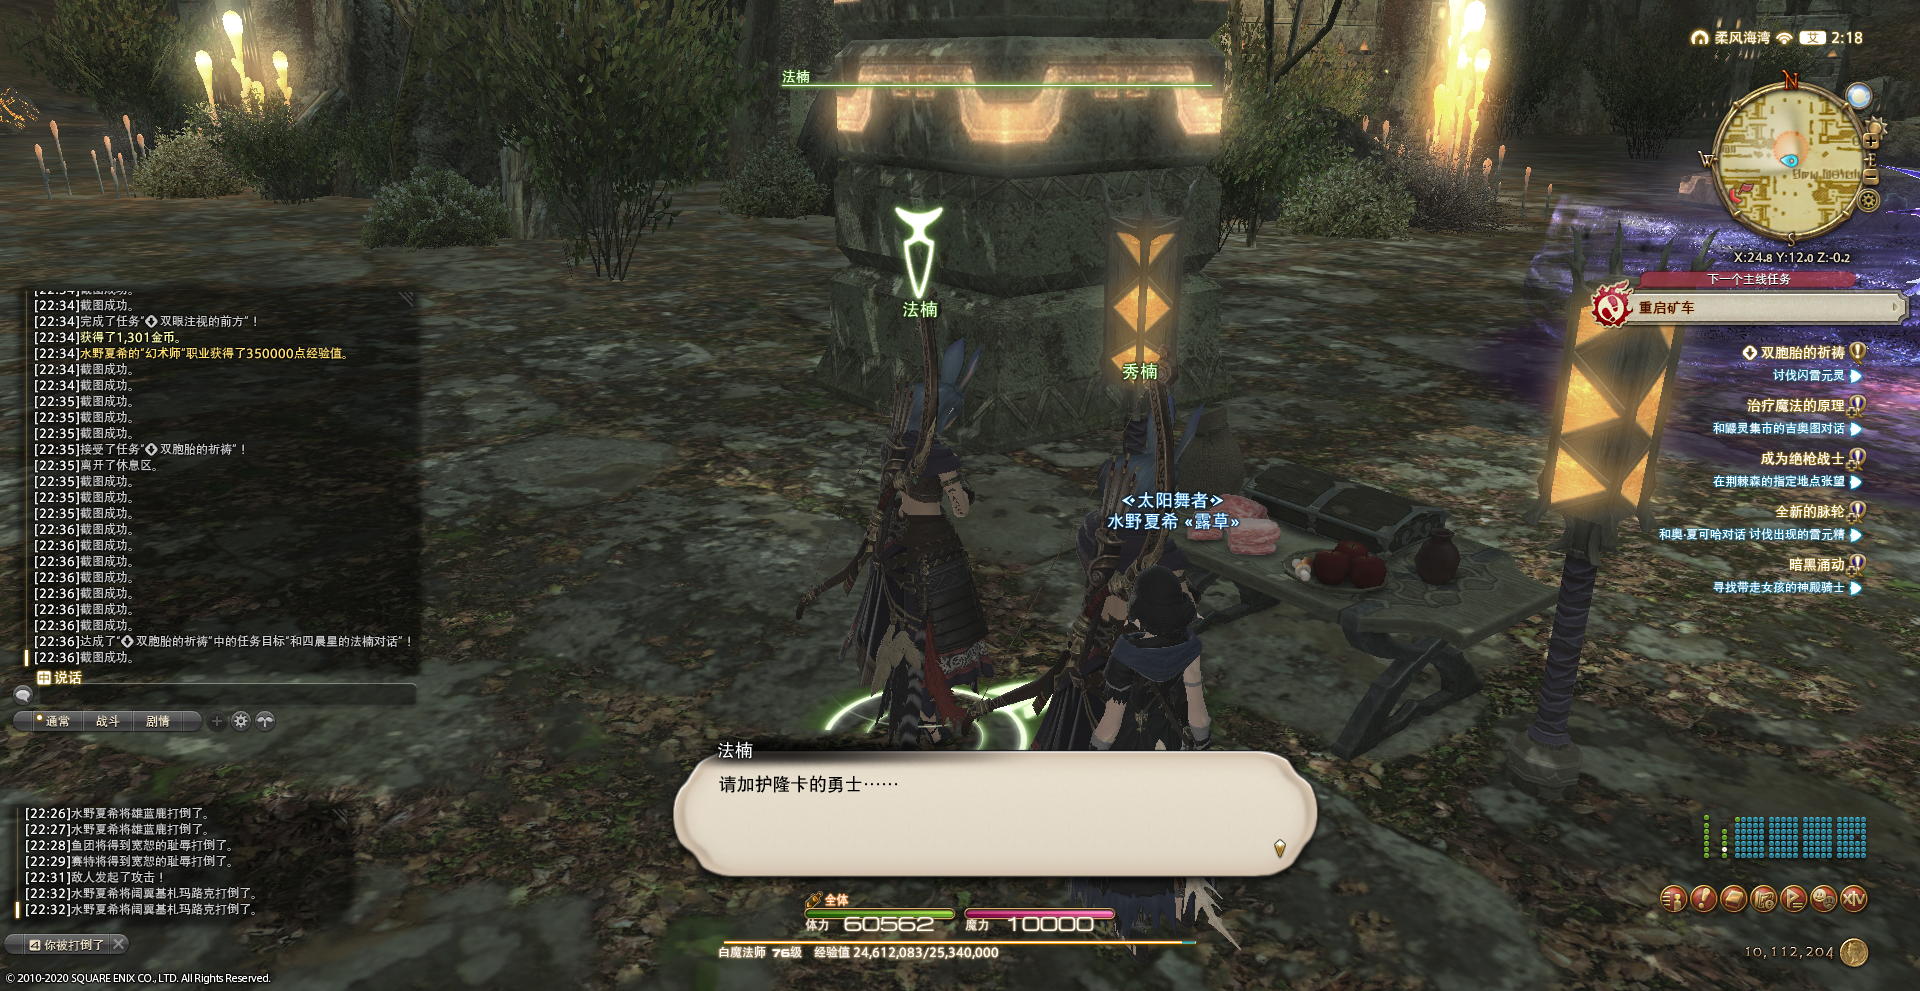 法楠
柔风海湾 艾 2:18
N
W
E
S
X:24.8 Y:12.0 Z:-0.2
下一个主线任务
重启矿车
双胞胎的祈祷
讨伐闪雷元灵
治疗魔法的原理
和鼹灵集市的吉奥图对话
成为绝枪战士
在荆棘森的指定地点张望
全新的脉轮
和奥·夏可哈对话 讨伐出现的雷元精
暗黑涌动
寻找带走女孩的神殿骑士
法楠
秀楠
太阳舞者
水野夏希 «露草»
[22:34]截图成功。
[22:34]截图成功。
[22:34]完成了任务“双眼注视的前方”！
[22:34]获得了1,301金币。
[22:34]水野夏希的“幻术师”职业获得了350000点经验值。
[22:34]截图成功。
[22:34]截图成功。
[22:35]截图成功。
[22:35]截图成功。
[22:35]截图成功。
[22:35]接受了任务“双胞胎的祈祷”！
[22:35]离开了休息区。
[22:35]截图成功。
[22:35]截图成功。
[22:35]截图成功。
[22:36]截图成功。
[22:36]截图成功。
[22:36]截图成功。
[22:36]截图成功。
[22:36]截图成功。
[22:36]截图成功。
[22:36]截图成功。
[22:36]达成了“双胞胎的祈祷”中的任务目标“和四晨星的法楠对话”！
[22:36]截图成功。
说话
通常 战斗 剧情
法楠
请加护隆卡的勇士……
[22:26]水野夏希将雄蓝鹿打倒了。
[22:27]水野夏希将雄蓝鹿打倒了。
[22:28]鱼团将得到宽恕的耻辱打倒了。
[22:29]赛特将得到宽恕的耻辱打倒了。
[22:31]敌人发起了攻击！
[22:32]水野夏希将阔翼基札玛路克打倒了。
[22:32]水野夏希将阔翼基札玛路克打倒了。
4 你被打倒了
全体
体力 60562 魔力 10000
白魔法师 76级 经验值 24,612,083/25,340,000
XIV
10,112,204
© 2010-2020 SQUARE ENIX CO., LTD. All Rights Reserved.